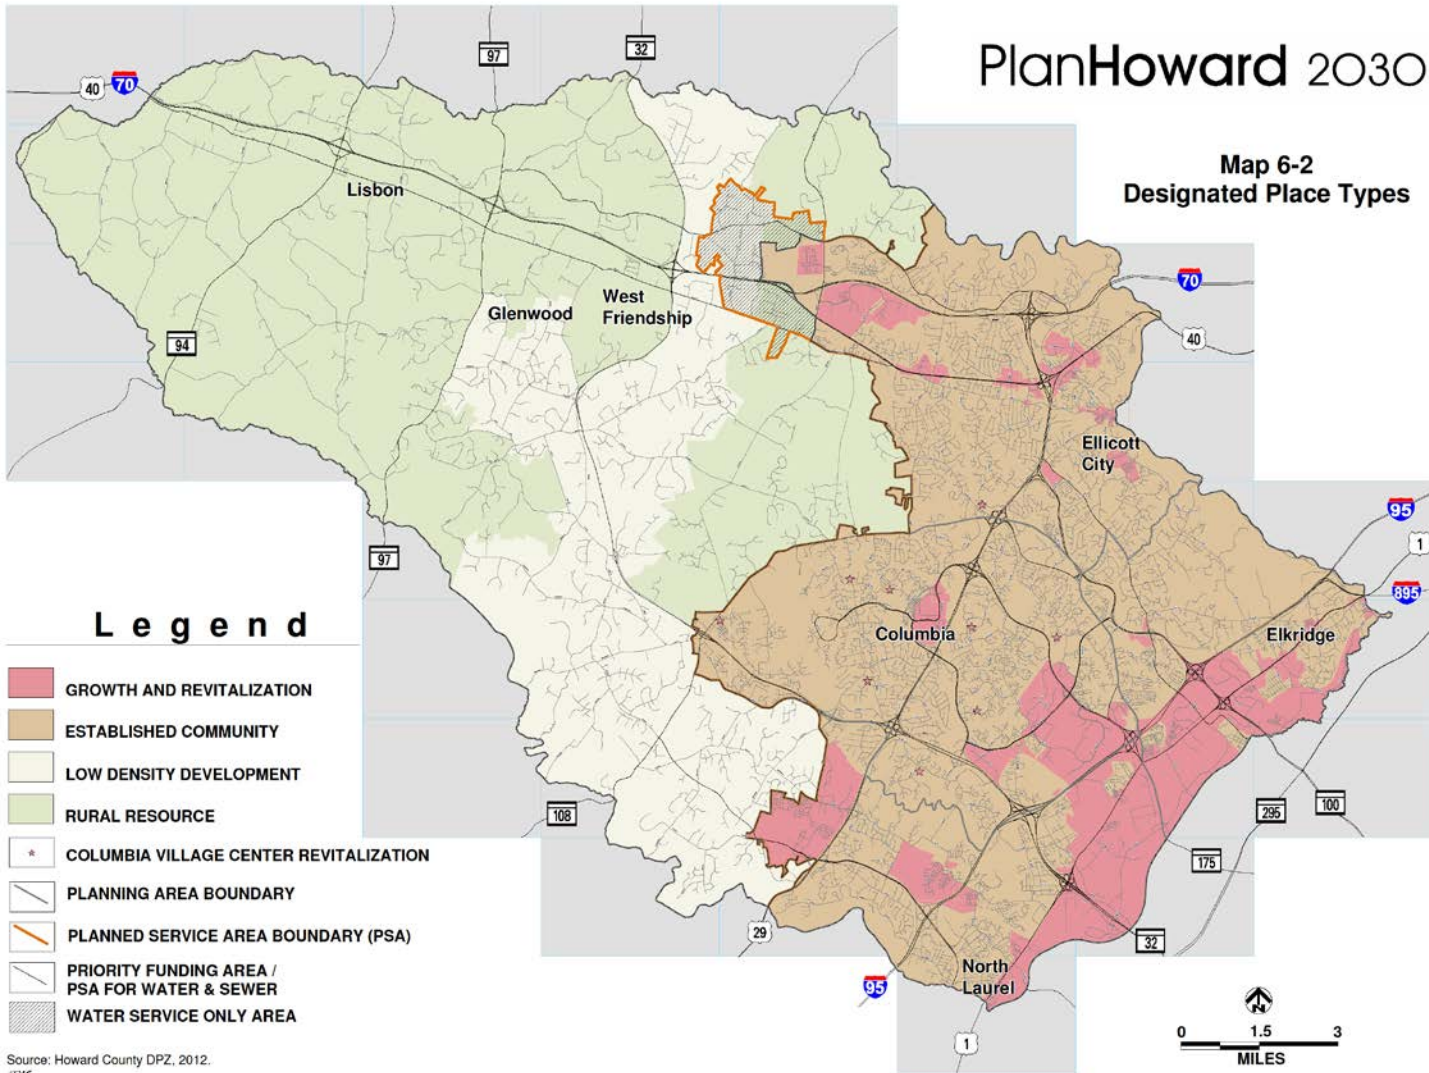 PlanHoward 2030
Map 6-2
Designated Place Types
40
70
97
32
Lisbon
Glenwood
West
Friendship
94
70
40
Ellicott
City
97
95
1
895
Columbia
Elkridge
108
295
100
175
29
32
95
North
Laurel
1
Legend
GROWTH AND REVITALIZATION
ESTABLISHED COMMUNITY
LOW DENSITY DEVELOPMENT
RURAL RESOURCE
COLUMBIA VILLAGE CENTER REVITALIZATION
PLANNING AREA BOUNDARY
PLANNED SERVICE AREA BOUNDARY (PSA)
PRIORITY FUNDING AREA /
PSA FOR WATER & SEWER
WATER SERVICE ONLY AREA
N
0 1.5 3
MILES
Source: Howard County DPZ, 2012.